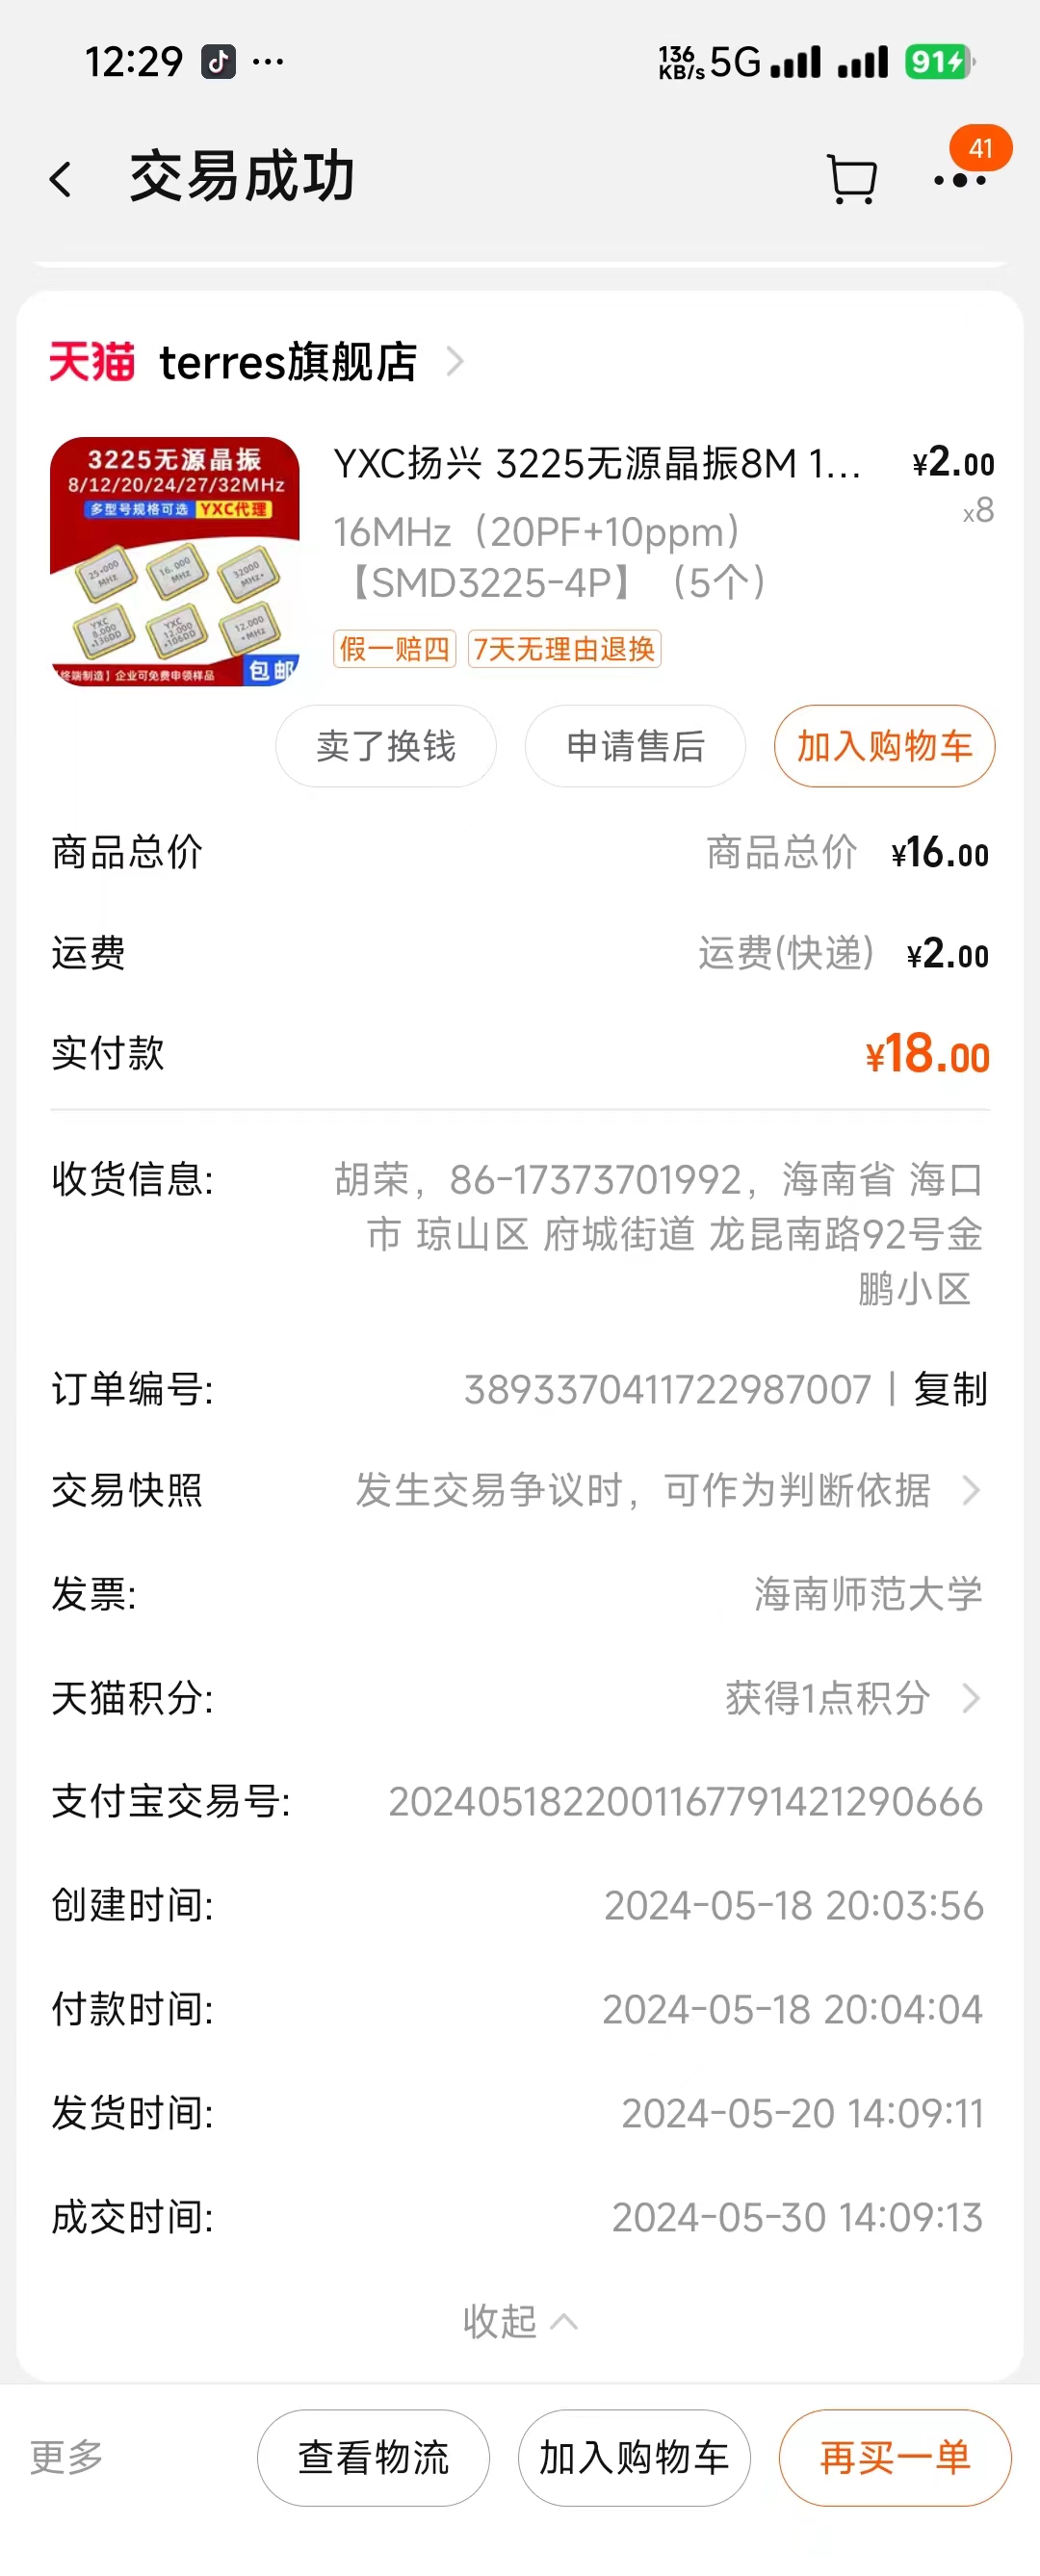 12:29 ···
136 KB/s 5G 91
交易成功
41
天猫 terres旗舰店
3225无源晶振
8/12/20/24/27/32MHz
多型号规格可选 YXC代理
25.000 MHz
16.000 MHz
32000 MHz.
YXC 8.000
YXC 12.000
12.000 MHz
终端制造】企业可免费申领样品
包邮
YXC扬兴 3225无源晶振8M 1... ¥2.00
x8
16MHz（20PF+10ppm）
【SMD3225-4P】（5个）
假一赔四 7天无理由退换
卖了换钱 申请售后 加入购物车
商品总价 商品总价 ¥16.00
运费 运费(快递) ¥2.00
实付款 ¥18.00
收货信息: 胡荣，86-17373701992，海南省 海口
市 琼山区 府城街道 龙昆南路92号金
鹏小区
订单编号: 3893370411722987007 | 复制
交易快照 发生交易争议时，可作为判断依据
发票: 海南师范大学
天猫积分: 获得1点积分
支付宝交易号: 2024051822001167791421290666
创建时间: 2024-05-18 20:03:56
付款时间: 2024-05-18 20:04:04
发货时间: 2024-05-20 14:09:11
成交时间: 2024-05-30 14:09:13
收起
更多 查看物流 加入购物车 再买一单